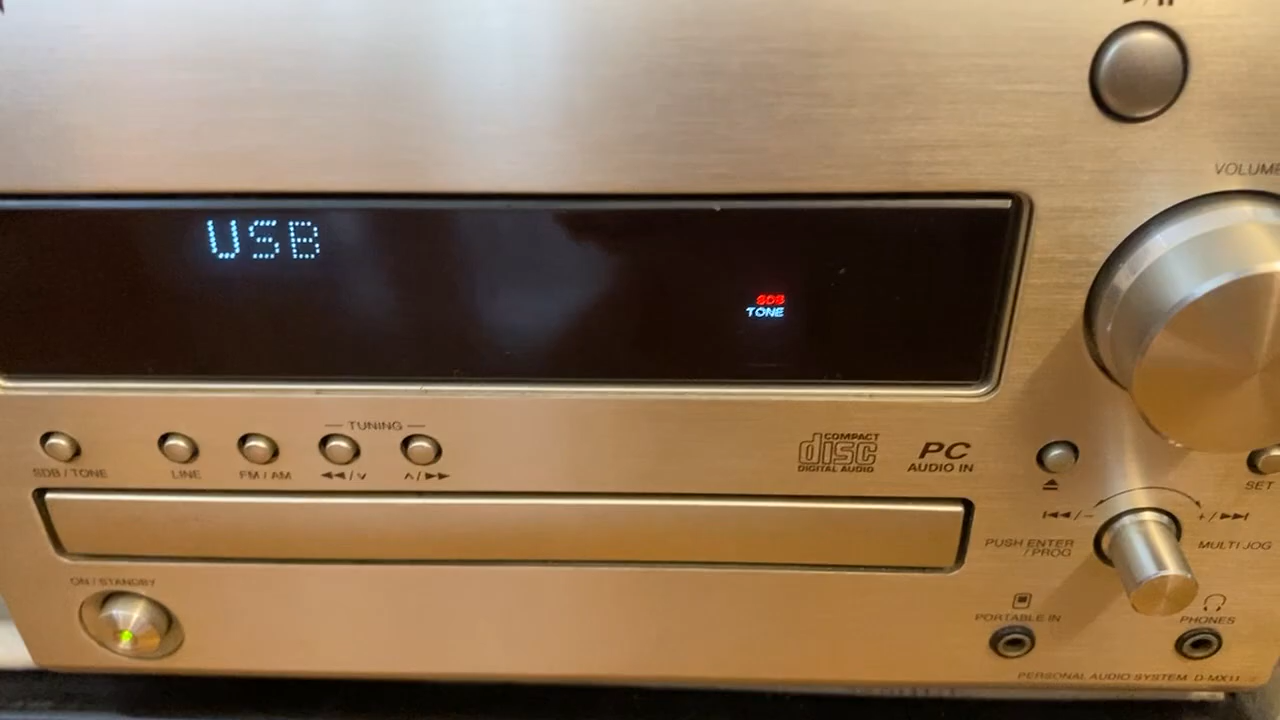 VOLUME
USB
SDB
TONE
TUNING
SDB / TONE
LINE
FM / AM
COMPACT
disc
DIGITAL AUDIO
PC
AUDIO IN
SET
PUSH ENTER
/ PROG
MULTI JOG
ON / STANDBY
PORTABLE IN
PHONES
PERSONAL AUDIO SYSTEM D-MX11